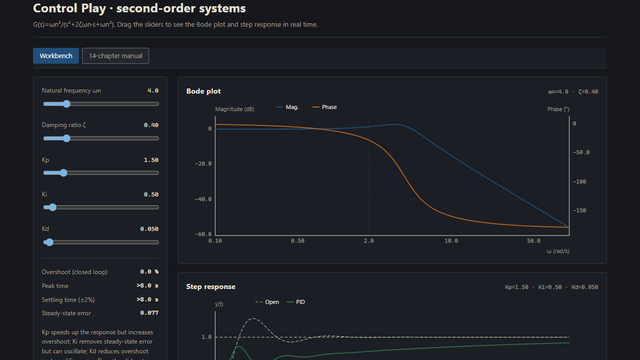 Control Play · second-order systems
G(s)=ωn²/(s²+2ζωn·s+ωn²). Drag the sliders to see the Bode plot and step response in real time.
Workbench
14-chapter manual
Natural frequency ωn 4.0
Damping ratio ζ 0.40
Kp 1.50
Ki 0.50
Kd 0.050
Overshoot (closed loop) 0.0 %
Peak time >8.0 s
Settling time (±2%) >8.0 s
Steady-state error 0.077
Kp speeds up the response but increases
overshoot; Ki removes steady-state error
but can oscillate; Kd reduces overshoot
Bode plot
ωn=4.0 · ζ=0.40
Magnitude (dB)
Mag.
Phase
Phase (°)
0
-20.0
-40.0
-60.0
0
-50.0
-100
-150
0.10
0.50
2.0
10.0
50.0
ω (rad/s)
Step response
Kp=1.50 · Ki=0.50 · Kd=0.050
y(t)
Open
PID
1.0